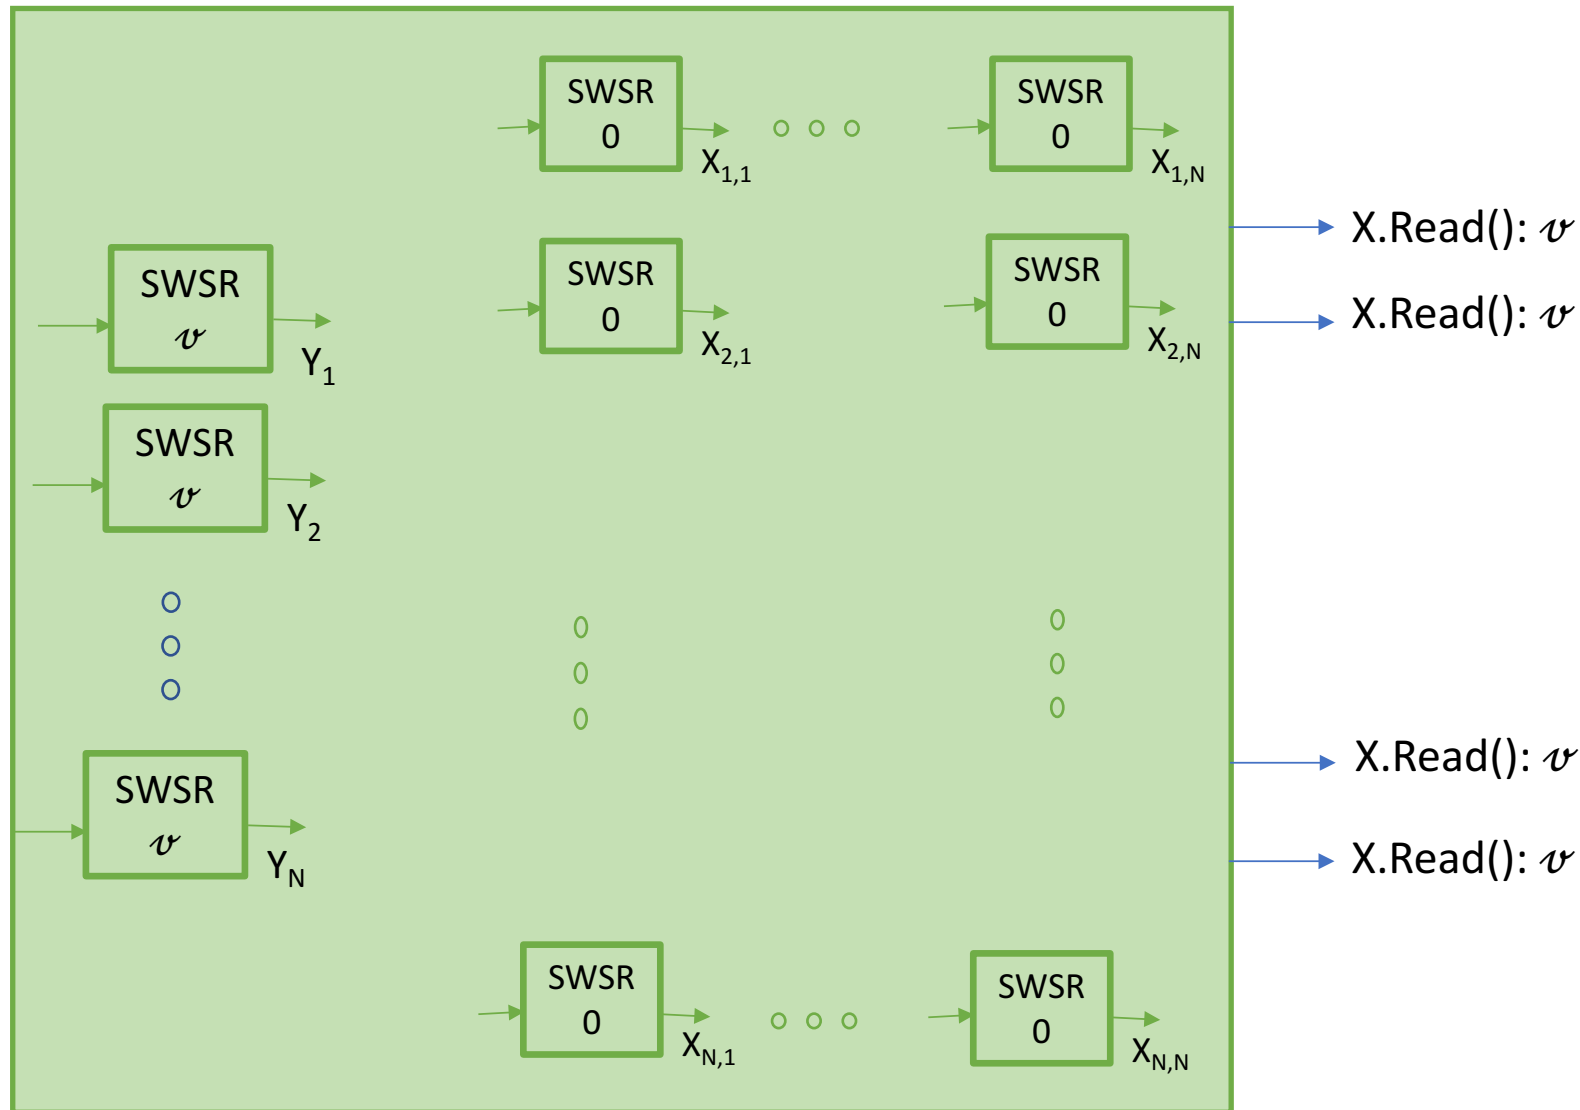 SWSR
0
X1,1
SWSR
0
X1,N
X.Read(): 𝓋
SWSR
0
X2,1
SWSR
0
X2,N
X.Read(): 𝓋
SWSR
𝓋
Y1
SWSR
𝓋
Y2
SWSR
𝓋
YN
X.Read(): 𝓋
X.Read(): 𝓋
SWSR
0
XN,1
SWSR
0
XN,N